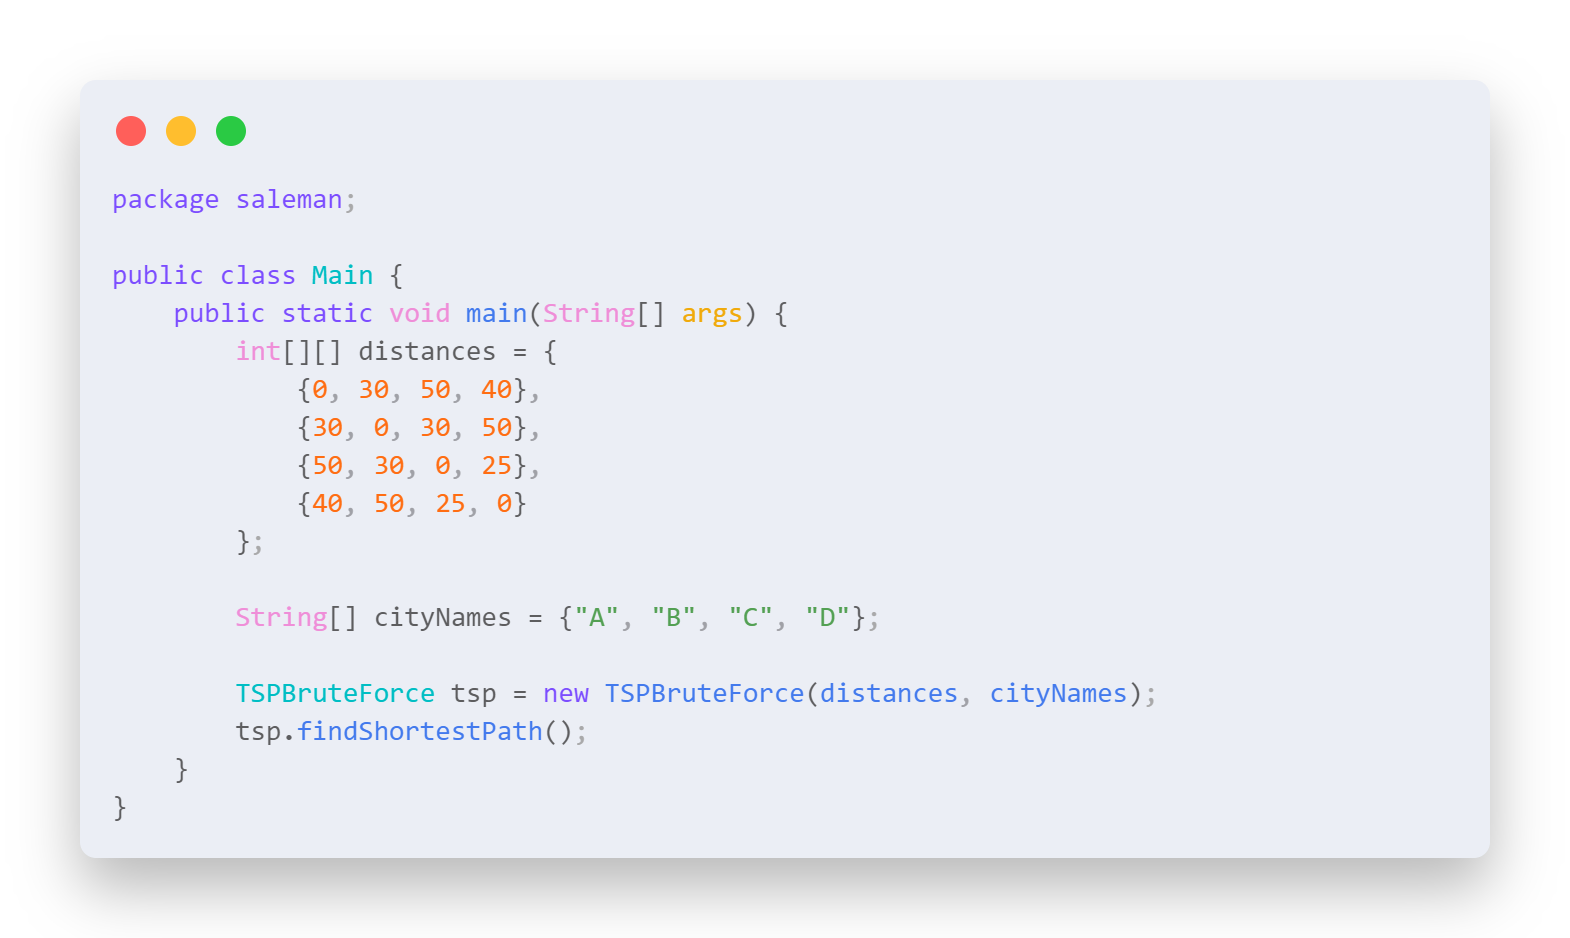 package saleman;

public class Main {
    public static void main(String[] args) {
        int[][] distances = {
            {0, 30, 50, 40},
            {30, 0, 30, 50},
            {50, 30, 0, 25},
            {40, 50, 25, 0}
        };

        String[] cityNames = {"A", "B", "C", "D"};

        TSPBruteForce tsp = new TSPBruteForce(distances, cityNames);
        tsp.findShortestPath();
    }
}